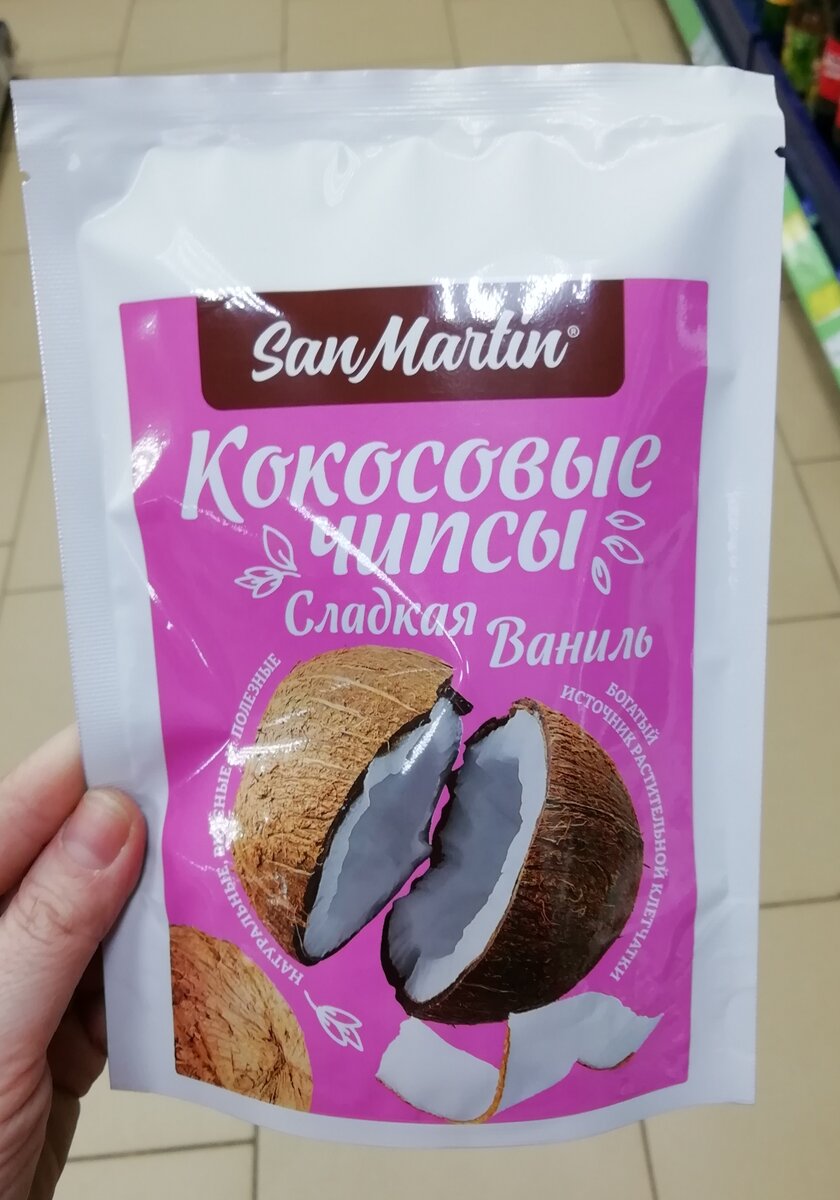 San Martin®
Кокосовые
чипсы
Сладкая
Ваниль
НАТУРАЛЬНЫЕ, ВКУСНЫЕ И ПОЛЕЗНЫЕ
БОГАТЫЙ
ИСТОЧНИК РАСТИТЕЛЬНОЙ КЛЕТЧАТКИ